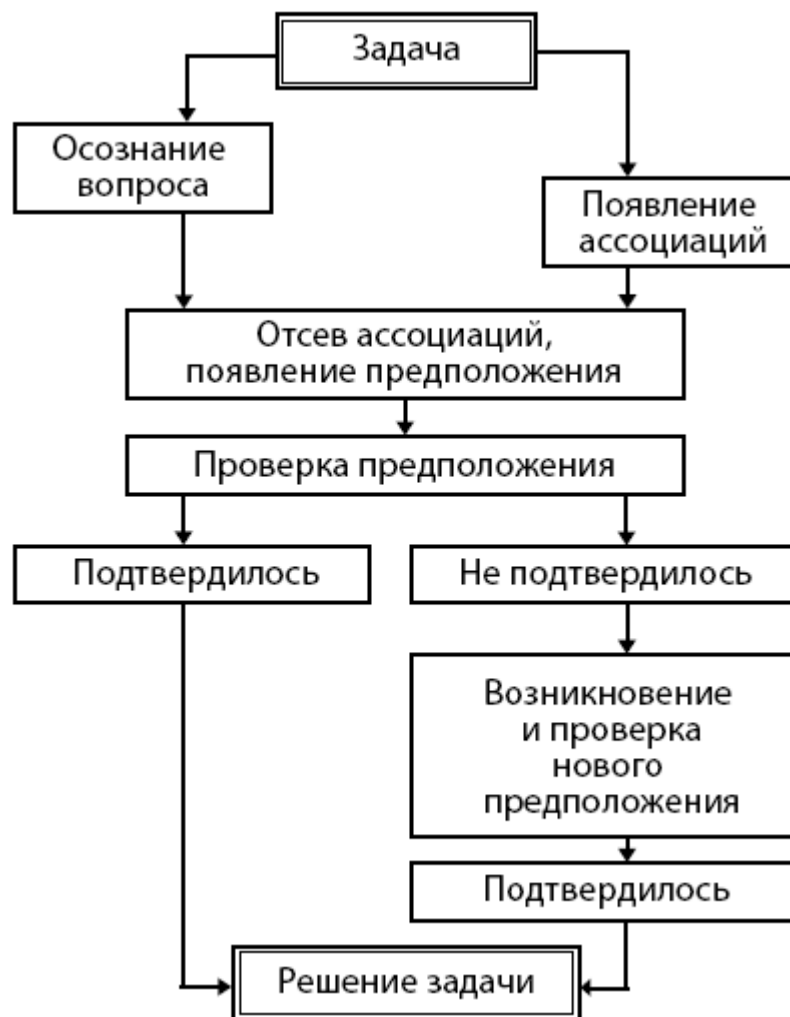 Задача
Осознание
вопроса
Появление
ассоциаций
Отсев ассоциаций,
появление предположения
Проверка предположения
Подтвердилось
Не подтвердилось
Возникновение
и проверка
нового
предположения
Подтвердилось
Решение задачи